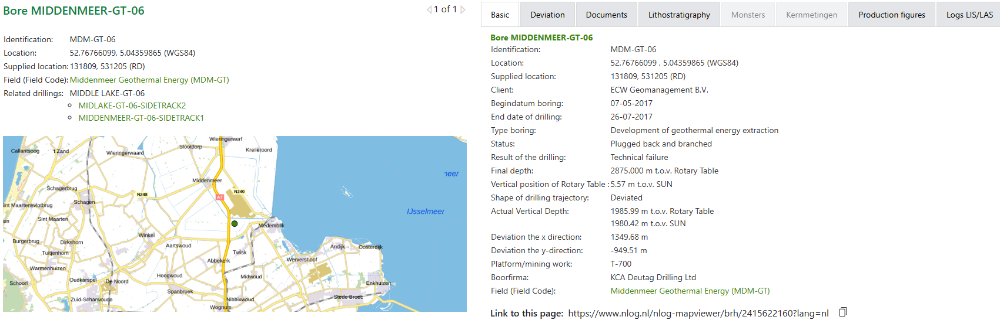 Bore MIDDENMEER-GT-06
1 of 1
Identification: MDM-GT-06
Location: 52.76766099, 5.04359865 (WGS84)
Supplied location: 131809, 531205 (RD)
Field (Field Code): Middenmeer Geothermal Energy (MDM-GT)
Related drillings: MIDDLE LAKE-GT-06
MIDLAKE-GT-06-SIDETRACK2
MIDDENMEER-GT-06-SIDETRACK1
Wieringerwerf
Callantsoog
't Zand
Slootdorp
Kreileroord
Wieringerwaard
meer
Middenmeer
Schagerbrug
N248
N240
A7
Schagen
Sint Maartensvlotbrug
IJsselmeer
Sint Maarten
Medemblik
Winkel
Burgerbrug
Dirkshorn
Aartswoud
Andijk
Oosterdijk
Tuitjenhorn
Twisk
Abbekerk
Wervershoof
Warmenhuizen
Hoogwoud
Midwoud
Schoorl
Oudkarspel
De Noord
Enkhuizen
Spanbroek
Zuid-Scharwoude
Nibbixwoud
Stede Broec
Wognum
Basic
Deviation
Documents
Lithostratigraphy
Monsters
Kernmetingen
Production figures
Logs LIS/LAS
Bore MIDDENMEER-GT-06
Identification: MDM-GT-06
Location: 52.76766099 , 5.04359865 (WGS84)
Supplied location: 131809, 531205 (RD)
Client: ECW Geomanagement B.V.
Begindatum boring: 07-05-2017
End date of drilling: 26-07-2017
Type boring: Development of geothermal energy extraction
Status: Plugged back and branched
Result of the drilling: Technical failure
Final depth: 2875.000 m t.o.v. Rotary Table
Vertical position of Rotary Table : 5.57 m t.o.v. SUN
Shape of drilling trajectory: Deviated
Actual Vertical Depth: 1985.99 m t.o.v. Rotary Table
1980.42 m t.o.v. SUN
Deviation the x direction: 1349.68 m
Deviation the y-direction: -949.51 m
Platform/mining work: T-700
Boorfirma: KCA Deutag Drilling Ltd
Field (Field Code): Middenmeer Geothermal Energy (MDM-GT)
Link to this page: https://www.nlog.nl/nlog-mapviewer/brh/2415622160?lang=nl